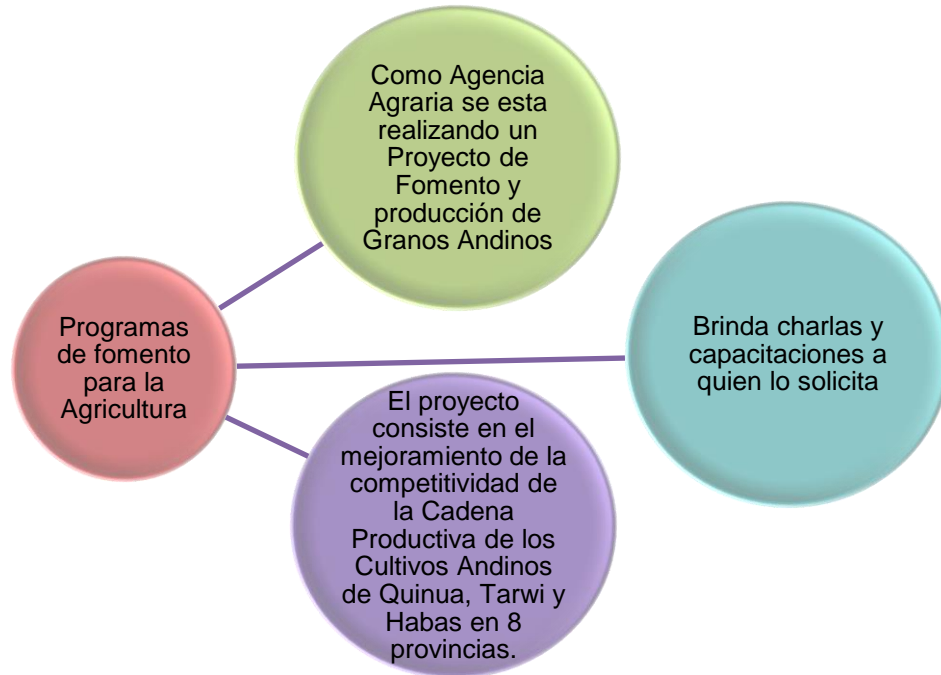 Como Agencia
Agraria se esta
realizando un
Proyecto de
Fomento y
producción de
Granos Andinos
Programas
de fomento
para la
Agricultura
Brinda charlas y
capacitaciones a
quien lo solicita
El proyecto
consiste en el
mejoramiento de la
competitividad de
la Cadena
Productiva de los
Cultivos Andinos
de Quinua, Tarwi y
Habas en 8
provincias.